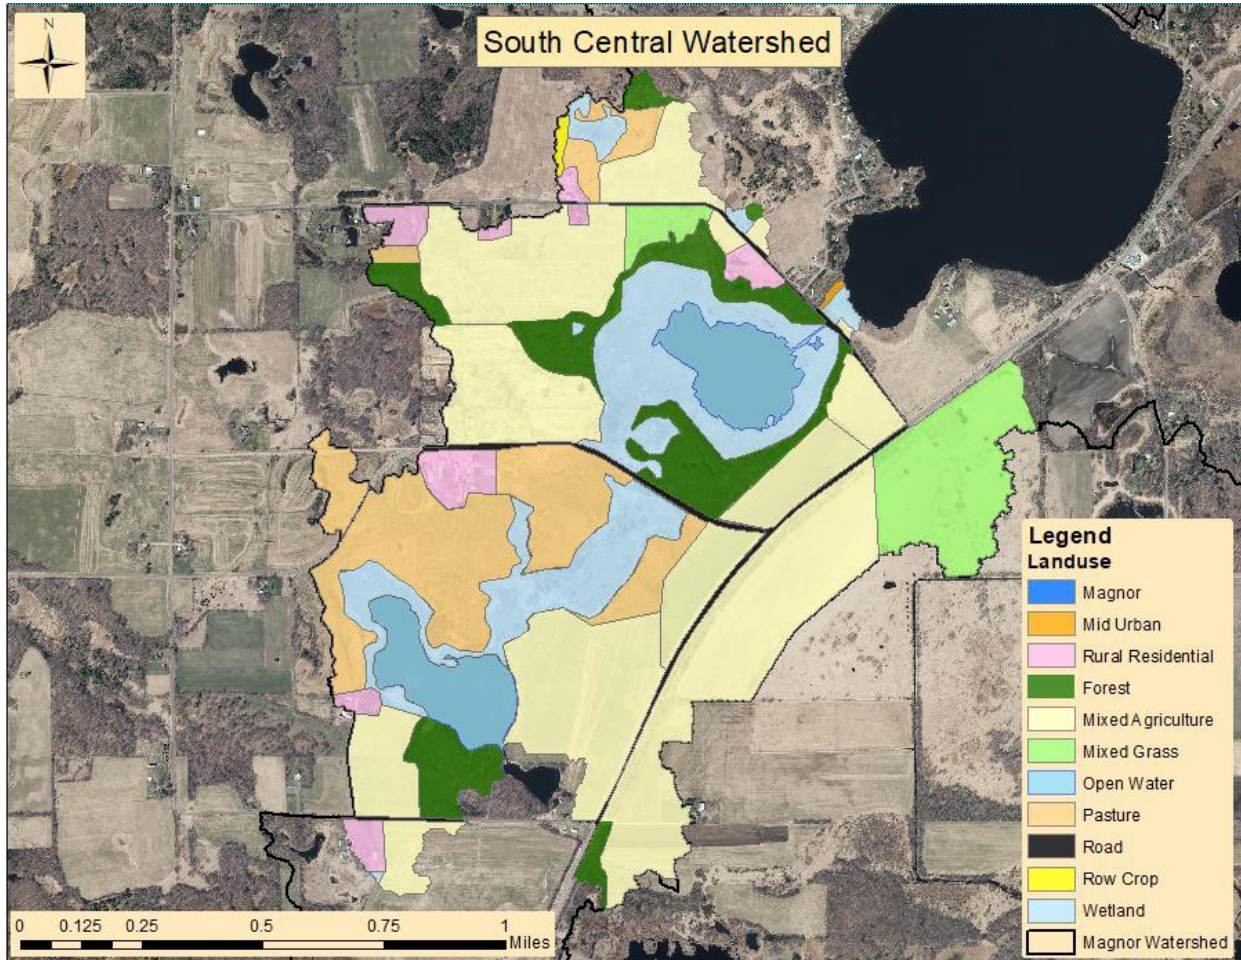 N
South Central Watershed
Legend
Landuse
Magnor
Mid Urban
Rural Residential
Forest
Mixed Agriculture
Mixed Grass
Open Water
Pasture
Road
Row Crop
Wetland
Magnor Watershed
0 0.125 0.25 0.5 0.75 1
Miles